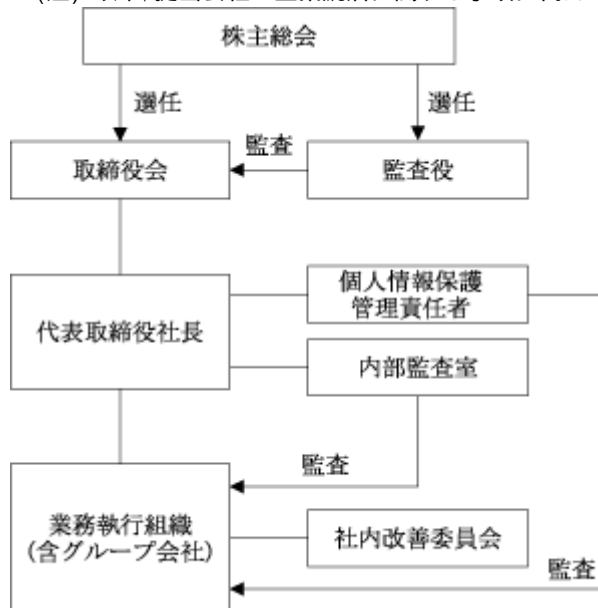 株主総会
選任
選任
取締役会
監査
監査役
代表取締役社長
個人情報保護
管理責任者
内部監査室
監査
業務執行組織
(含グループ会社)
社内改善委員会
監査